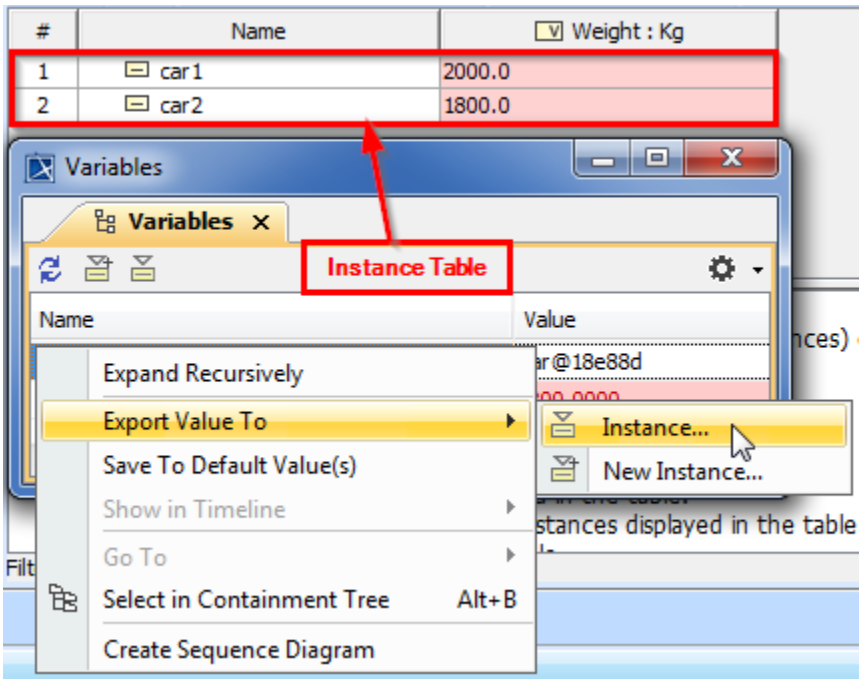 # Name V Weight : Kg
1 car1 2000.0
2 car2 1800.0
Variables
Variables X
Instance Table
Name Value
Expand Recursively
Export Value To
Instance...
New Instance...
Save To Default Value(s)
Show in Timeline
stances displayed in the table
Go To
Select in Containment Tree Alt+B
Create Sequence Diagram